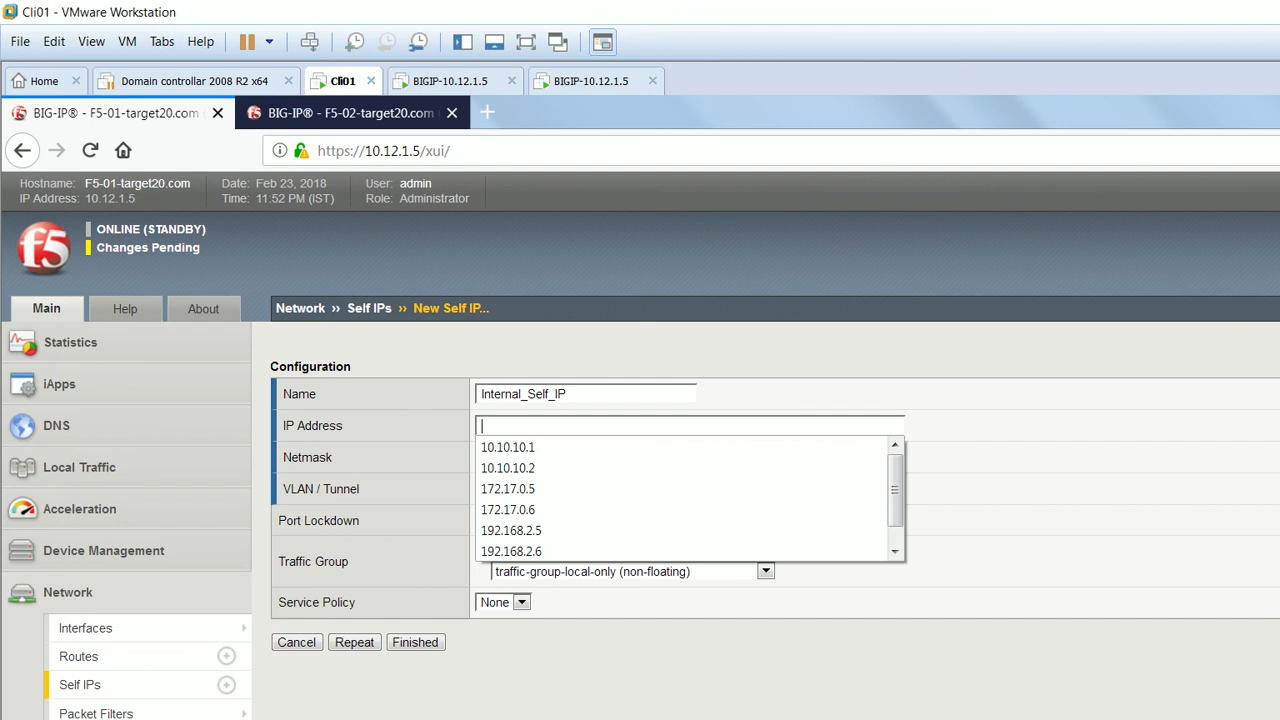 Cli01 - VMware Workstation
File Edit View VM Tabs Help
Home Domain controllar 2008 R2 x64 Cli01 BIGIP-10.12.1.5 BIGIP-10.12.1.5
BIG-IP® - F5-01-target20.com BIG-IP® - F5-02-target20.com
https://10.12.1.5/xui/
Hostname: F5-01-target20.com Date: Feb 23, 2018 User: admin
IP Address: 10.12.1.5 Time: 11:52 PM (IST) Role: Administrator
f5 ONLINE (STANDBY)
Changes Pending
Main Help About Network ›› Self IPs ›› New Self IP...
Statistics
iApps
DNS
Local Traffic
Acceleration
Device Management
Network
Interfaces
Routes
Self IPs
Packet Filters
Configuration
Name Internal_Self_IP
IP Address
10.10.10.1
10.10.10.2
172.17.0.5
172.17.0.6
192.168.2.5
192.168.2.6
Netmask
VLAN / Tunnel
Port Lockdown
Traffic Group traffic-group-local-only (non-floating)
Service Policy None
Cancel Repeat Finished